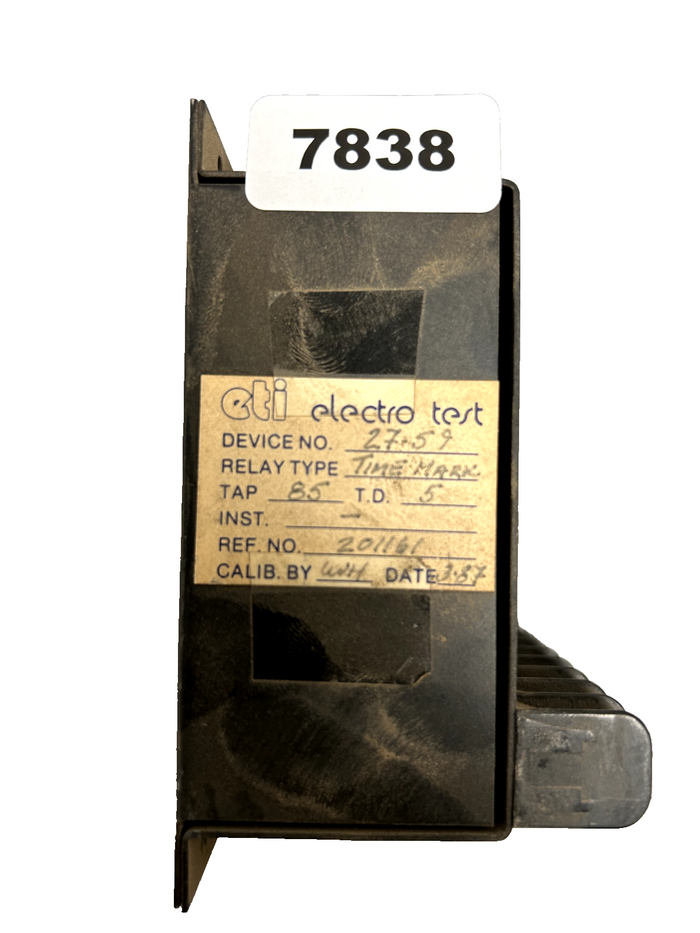 7838
eti electro test
DEVICE NO. 27+59
RELAY TYPE TIME MARK
TAP 85 T.D. 5
INST. —
REF. NO. 201161
CALIB. BY DATE 3-87